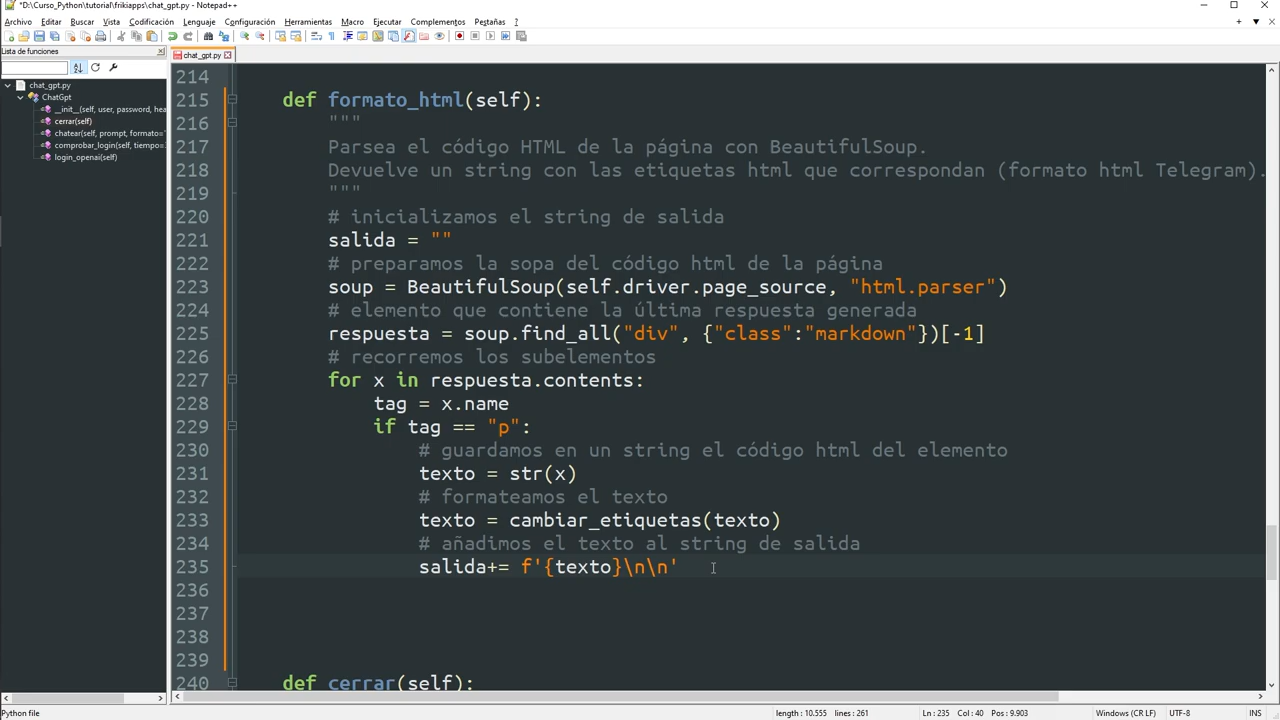 *D:\Curso_Python\tutorial\frikiapps\chat_gpt.py - Notepad++
Archivo Editar Buscar Vista Codificación Lenguaje Configuración Herramientas Macro Ejecutar Complementos Pestañas ?
Lista de funciones
chat_gpt.py
chat_gpt.py
ChatGpt
__init__(self, user, password, hea
cerrar(self)
chatear(self, prompt, formato='
comprobar_login(self, tiempo=
login_openai(self)
214
215 def formato_html(self):
216 """
217 Parsea el código HTML de la página con BeautifulSoup.
218 Devuelve un string con las etiquetas html que correspondan (formato html Telegram).
219 """
220 # inicializamos el string de salida
221 salida = ""
222 # preparamos la sopa del código html de la página
223 soup = BeautifulSoup(self.driver.page_source, "html.parser")
224 # elemento que contiene la última respuesta generada
225 respuesta = soup.find_all("div", {"class":"markdown"})[-1]
226 # recorremos los subelementos
227 for x in respuesta.contents:
228 tag = x.name
229 if tag == "p":
230 # guardamos en un string el código html del elemento
231 texto = str(x)
232 # formateamos el texto
233 texto = cambiar_etiquetas(texto)
234 # añadimos el texto al string de salida
235 salida+= f'{texto}\n\n'
236
237
238
239
240 def cerrar(self):
Python file length : 10.555 lines : 261 Ln : 235 Col : 40 Pos : 9.903 Windows (CR LF) UTF-8 INS